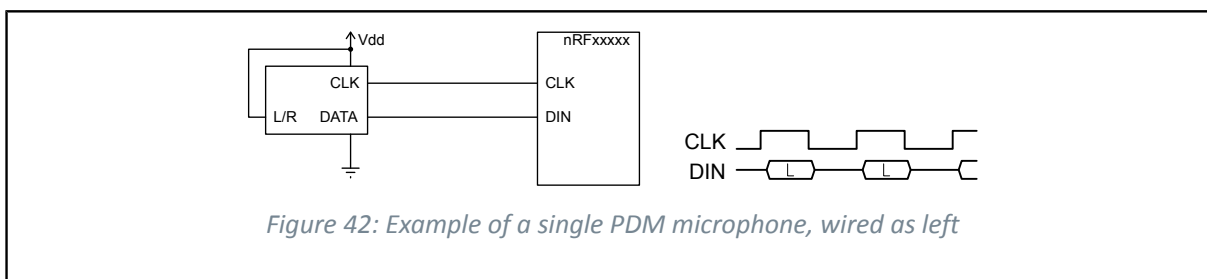 Vdd
nRFxxxxx
CLK
CLK
L/R DATA
DIN
CLK
DIN L L
Figure 42: Example of a single PDM microphone, wired as left